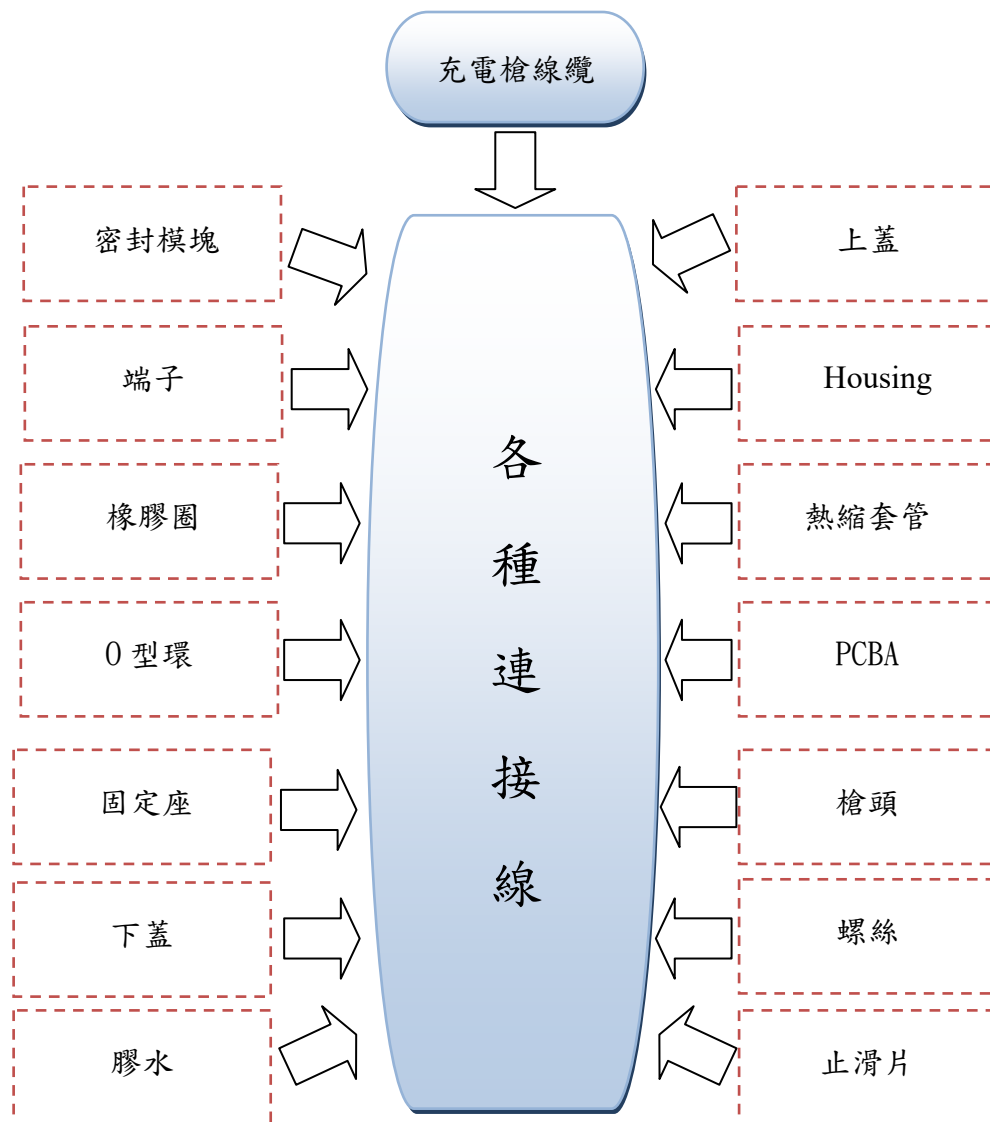 充電槍線纜
密封模塊
上蓋
端子
Housing
橡膠圈
熱縮套管
O型環
PCBA
固定座
槍頭
下蓋
螺絲
膠水
止滑片
各種連接線